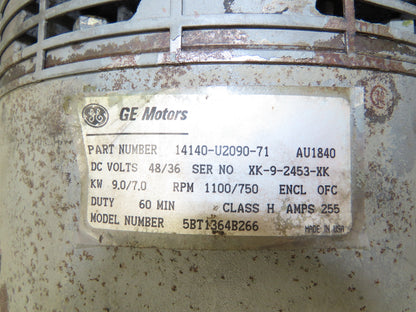 GE Motors
PART NUMBER 14140-U2090-71 AU1840
DC VOLTS 48/36 SER NO XK-9-2453-XK
KW 9.0/7.0 RPM 1100/750 ENCL OFC
DUTY 60 MIN CLASS H AMPS 255
MODEL NUMBER 5BT1364B266 MADE IN USA